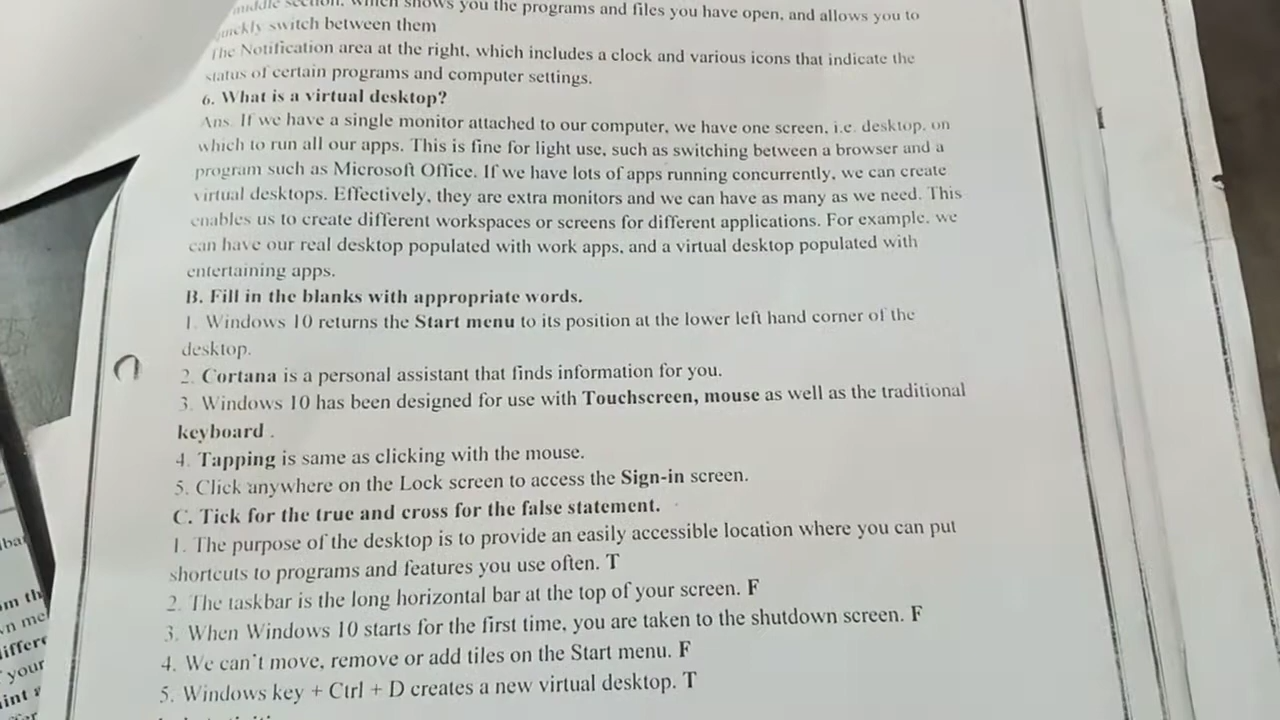 middle section, which shows you the programs and files you have open, and allows you to
quickly switch between them
The Notification area at the right, which includes a clock and various icons that indicate the
status of certain programs and computer settings.
6. What is a virtual desktop?
Ans. If we have a single monitor attached to our computer, we have one screen, i.e. desktop, on
which to run all our apps. This is fine for light use, such as switching between a browser and a
program such as Microsoft Office. If we have lots of apps running concurrently, we can create
virtual desktops. Effectively, they are extra monitors and we can have as many as we need. This
enables us to create different workspaces or screens for different applications. For example, we
can have our real desktop populated with work apps, and a virtual desktop populated with
entertaining apps.
B. Fill in the blanks with appropriate words.
1. Windows 10 returns the Start menu to its position at the lower left hand corner of the
desktop.
2. Cortana is a personal assistant that finds information for you.
3. Windows 10 has been designed for use with Touchscreen, mouse as well as the traditional
keyboard .
4. Tapping is same as clicking with the mouse.
5. Click anywhere on the Lock screen to access the Sign-in screen.
C. Tick for the true and cross for the false statement.
1. The purpose of the desktop is to provide an easily accessible location where you can put
shortcuts to programs and features you use often. T
2. The taskbar is the long horizontal bar at the top of your screen. F
3. When Windows 10 starts for the first time, you are taken to the shutdown screen. F
4. We can't move, remove or add tiles on the Start menu. F
5. Windows key + Ctrl + D creates a new virtual desktop. T
your